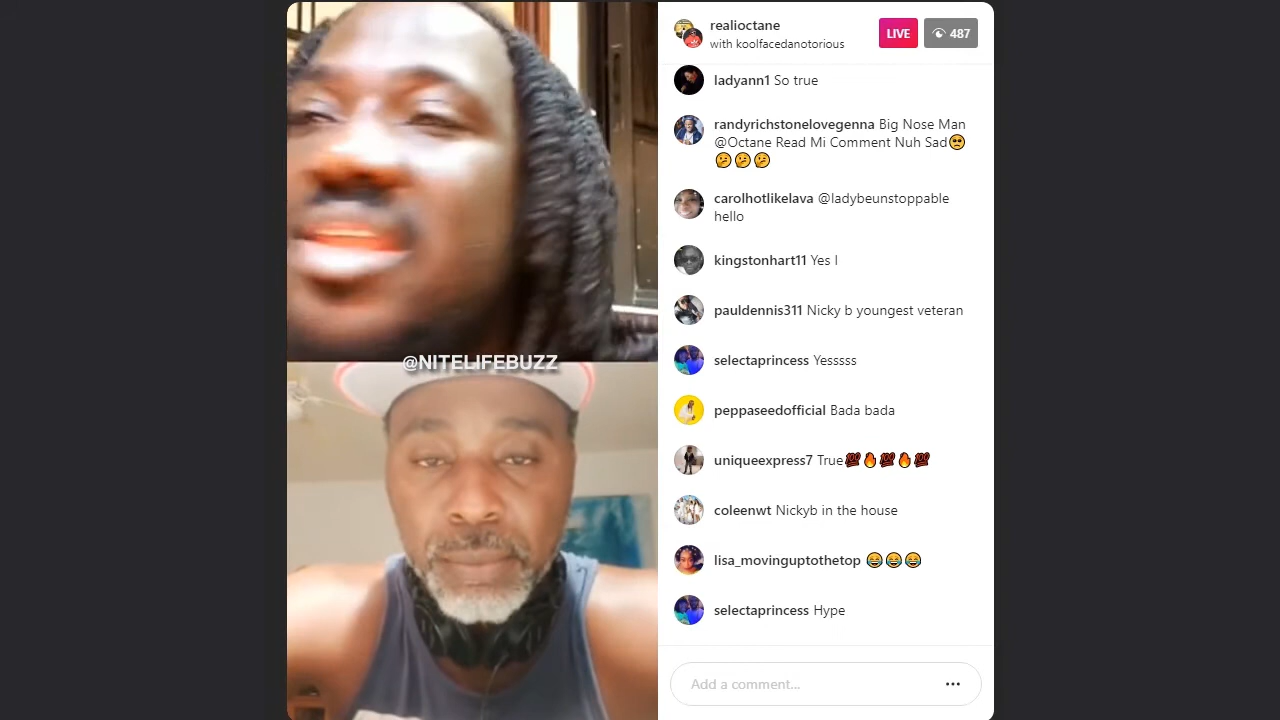 realioctane
with koolfacedanotorious
LIVE
487
ladyann1 So true
randyrichstonelovegenna Big Nose Man
@Octane Read Mi Comment Nuh Sad🥺
🫤🫤🫤
carolhotlikelava @ladybeunstoppable
hello
kingstonhart11 Yes I
pauldennis311 Nicky b youngest veteran
selectaprincess Yesssss
peppaseedofficial Bada bada
uniqueexpress7 True💯🔥💯🔥💯
coleenwt Nickyb in the house
lisa_movinguptothetop 😂😂😂
selectaprincess Hype
Add a comment...
@NITELIFEBUZZ